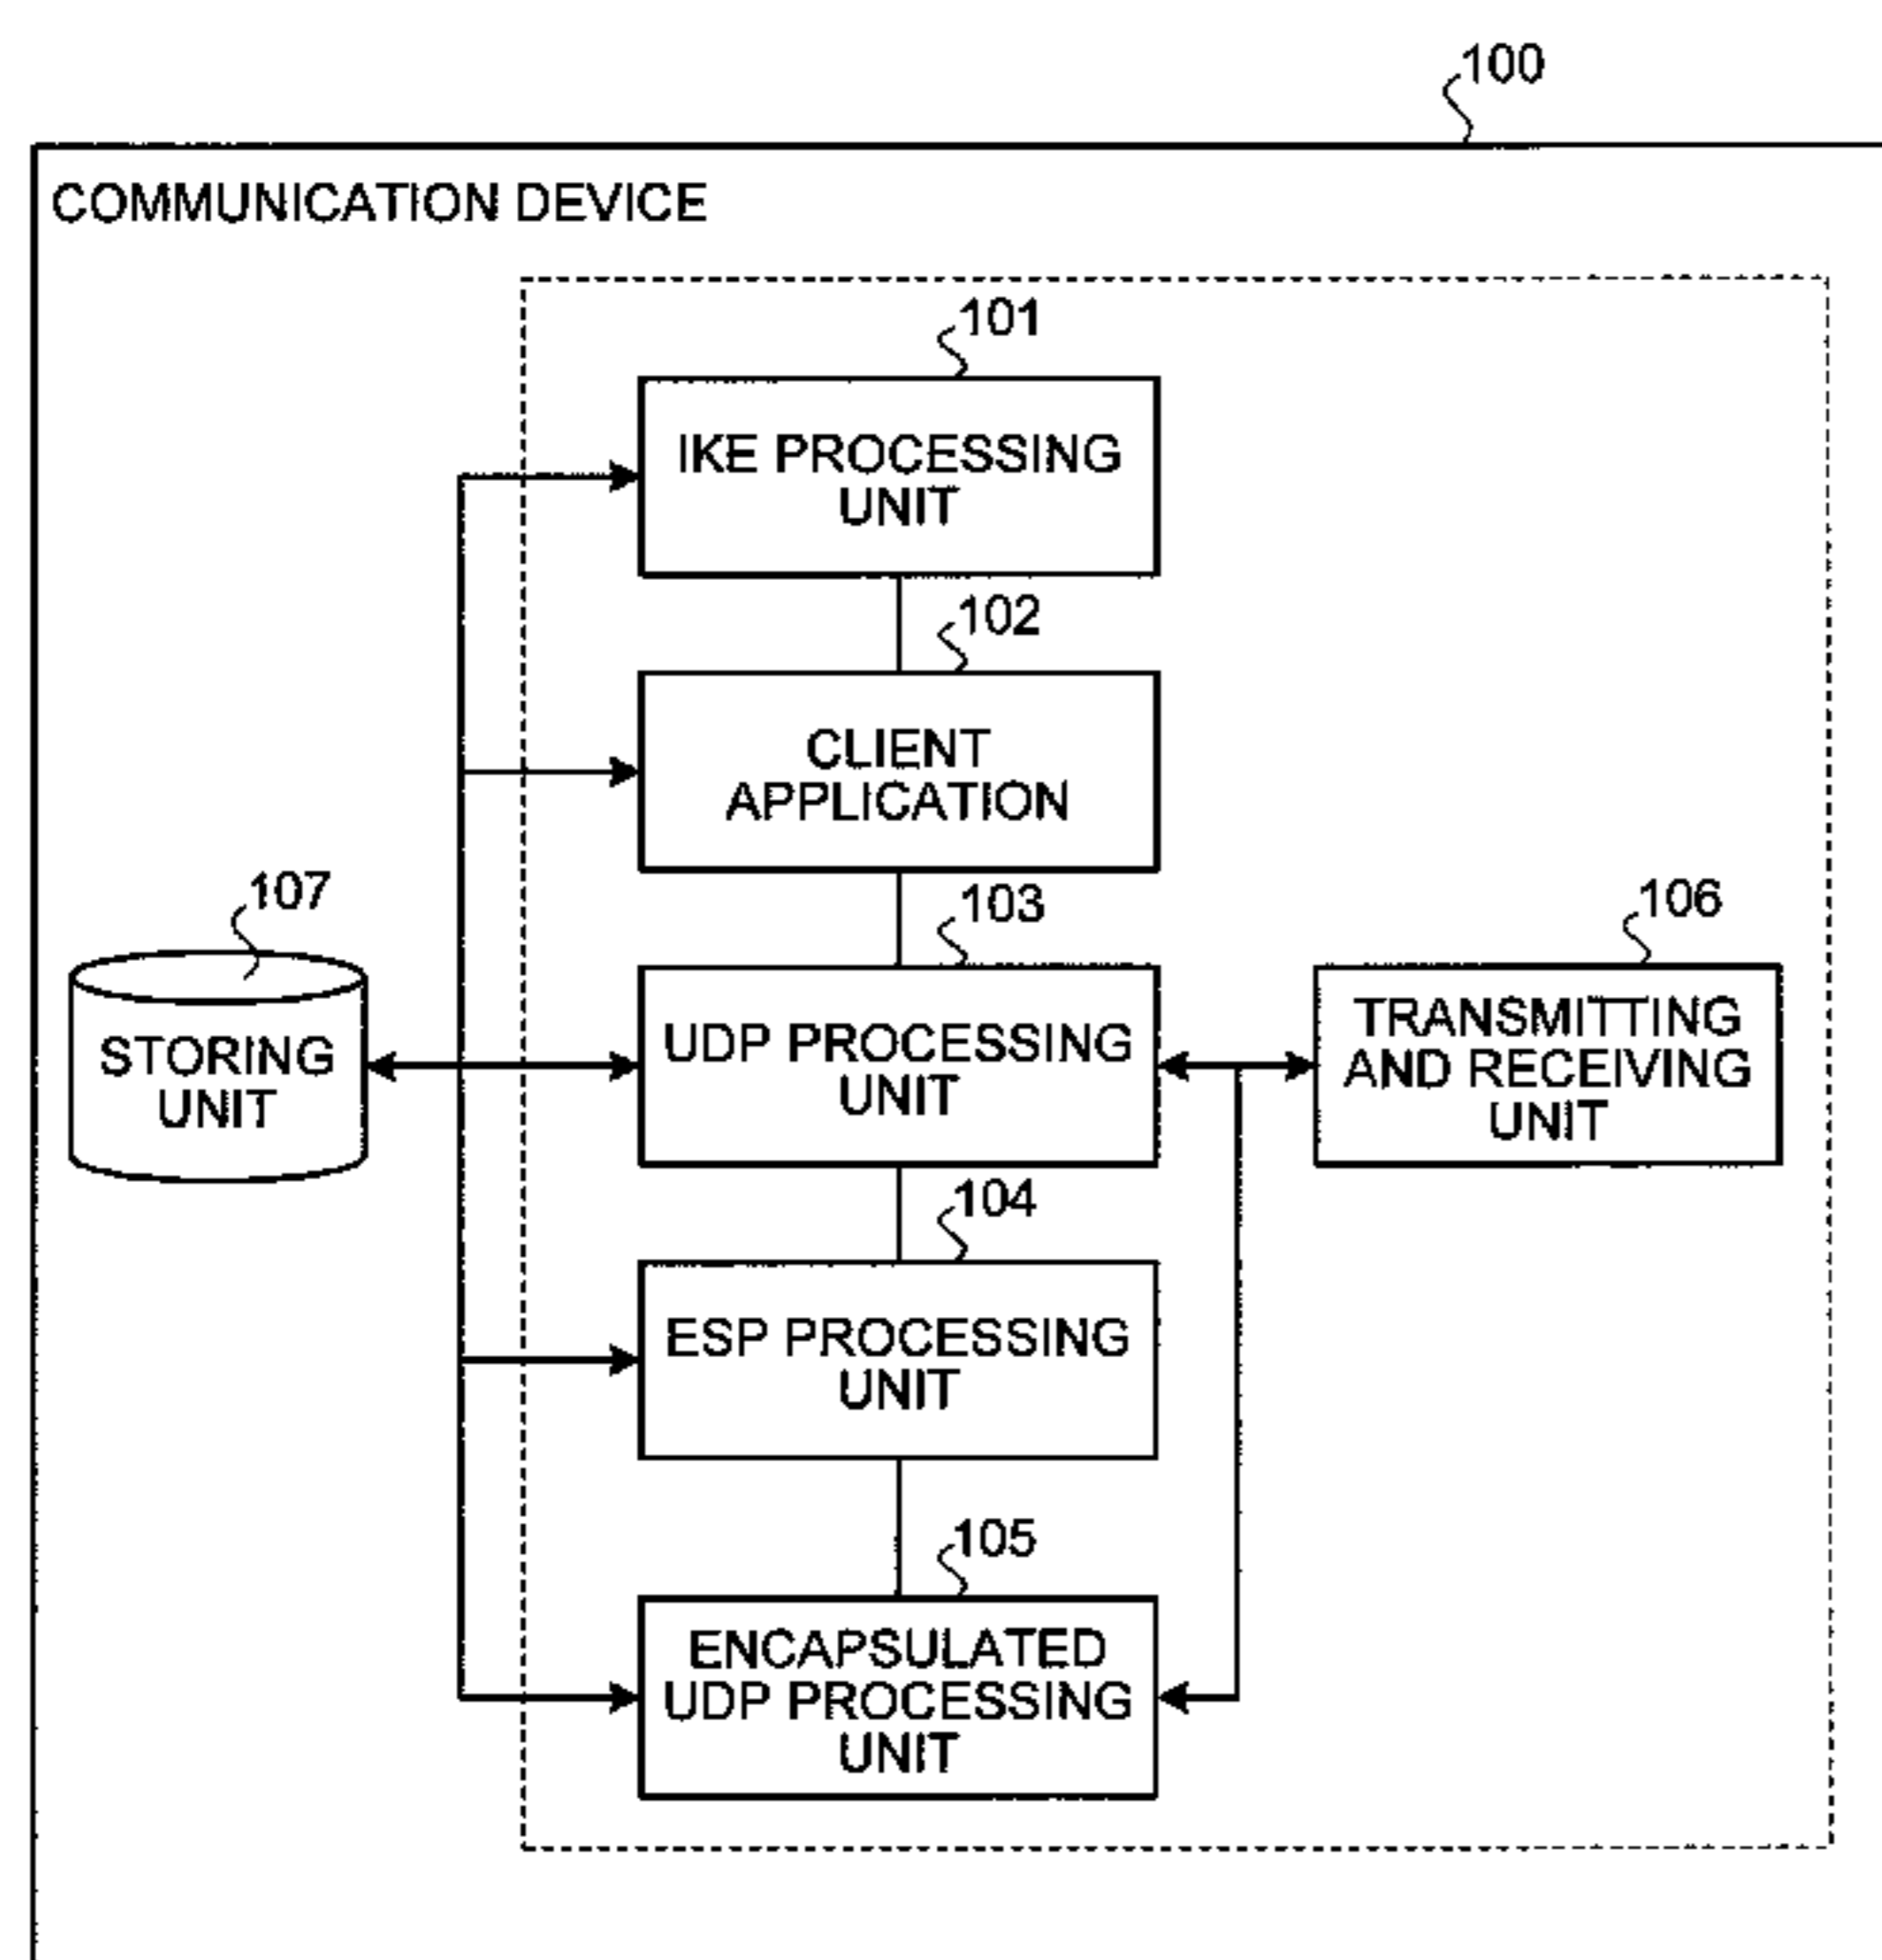 100
COMMUNICATION DEVICE
101
IKE PROCESSING
UNIT
102
CLIENT
APPLICATION
107
STORING
UNIT
103
UDP PROCESSING
UNIT
106
TRANSMITTING
AND RECEIVING
UNIT
104
ESP PROCESSING
UNIT
105
ENCAPSULATED
UDP PROCESSING
UNIT